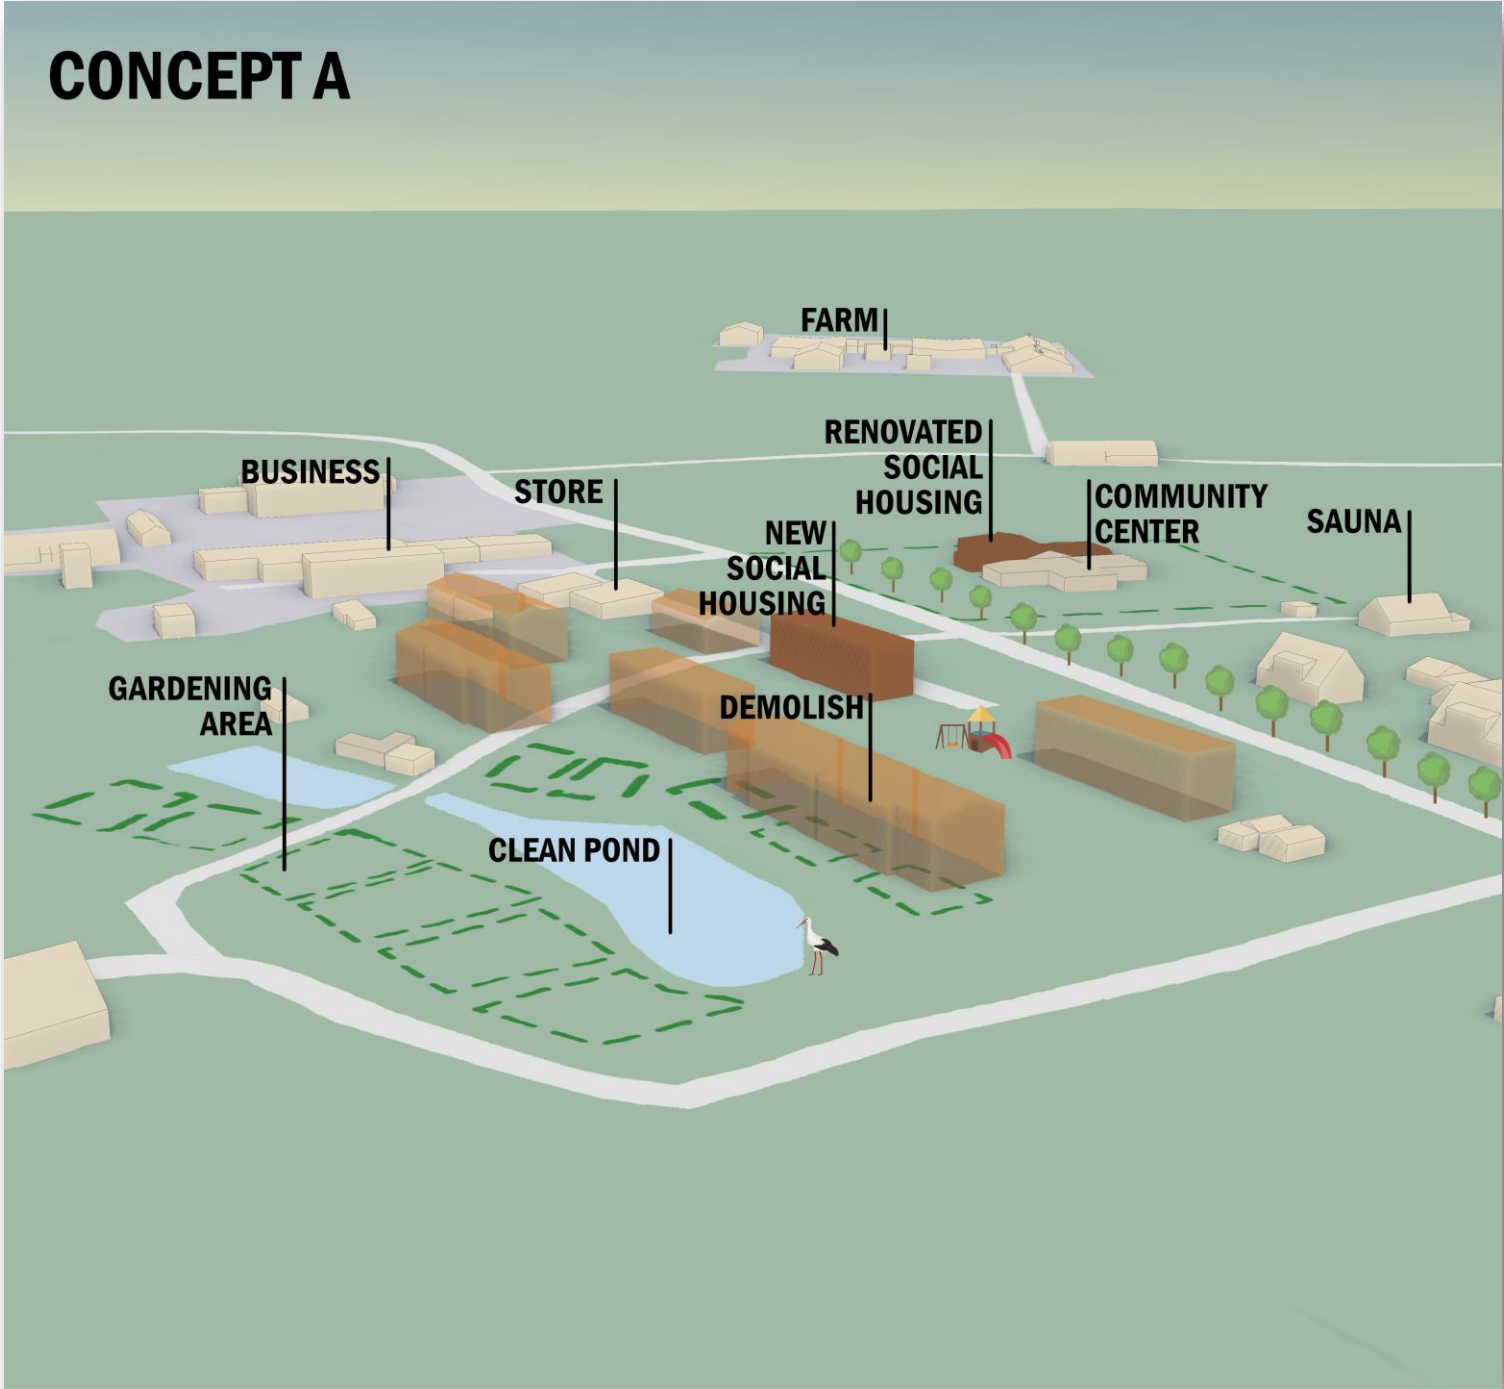 CONCEPT A
FARM
RENOVATED
SOCIAL
HOUSING
BUSINESS
STORE
COMMUNITY
CENTER
SAUNA
NEW
SOCIAL
HOUSING
GARDENING
AREA
DEMOLISH
CLEAN POND